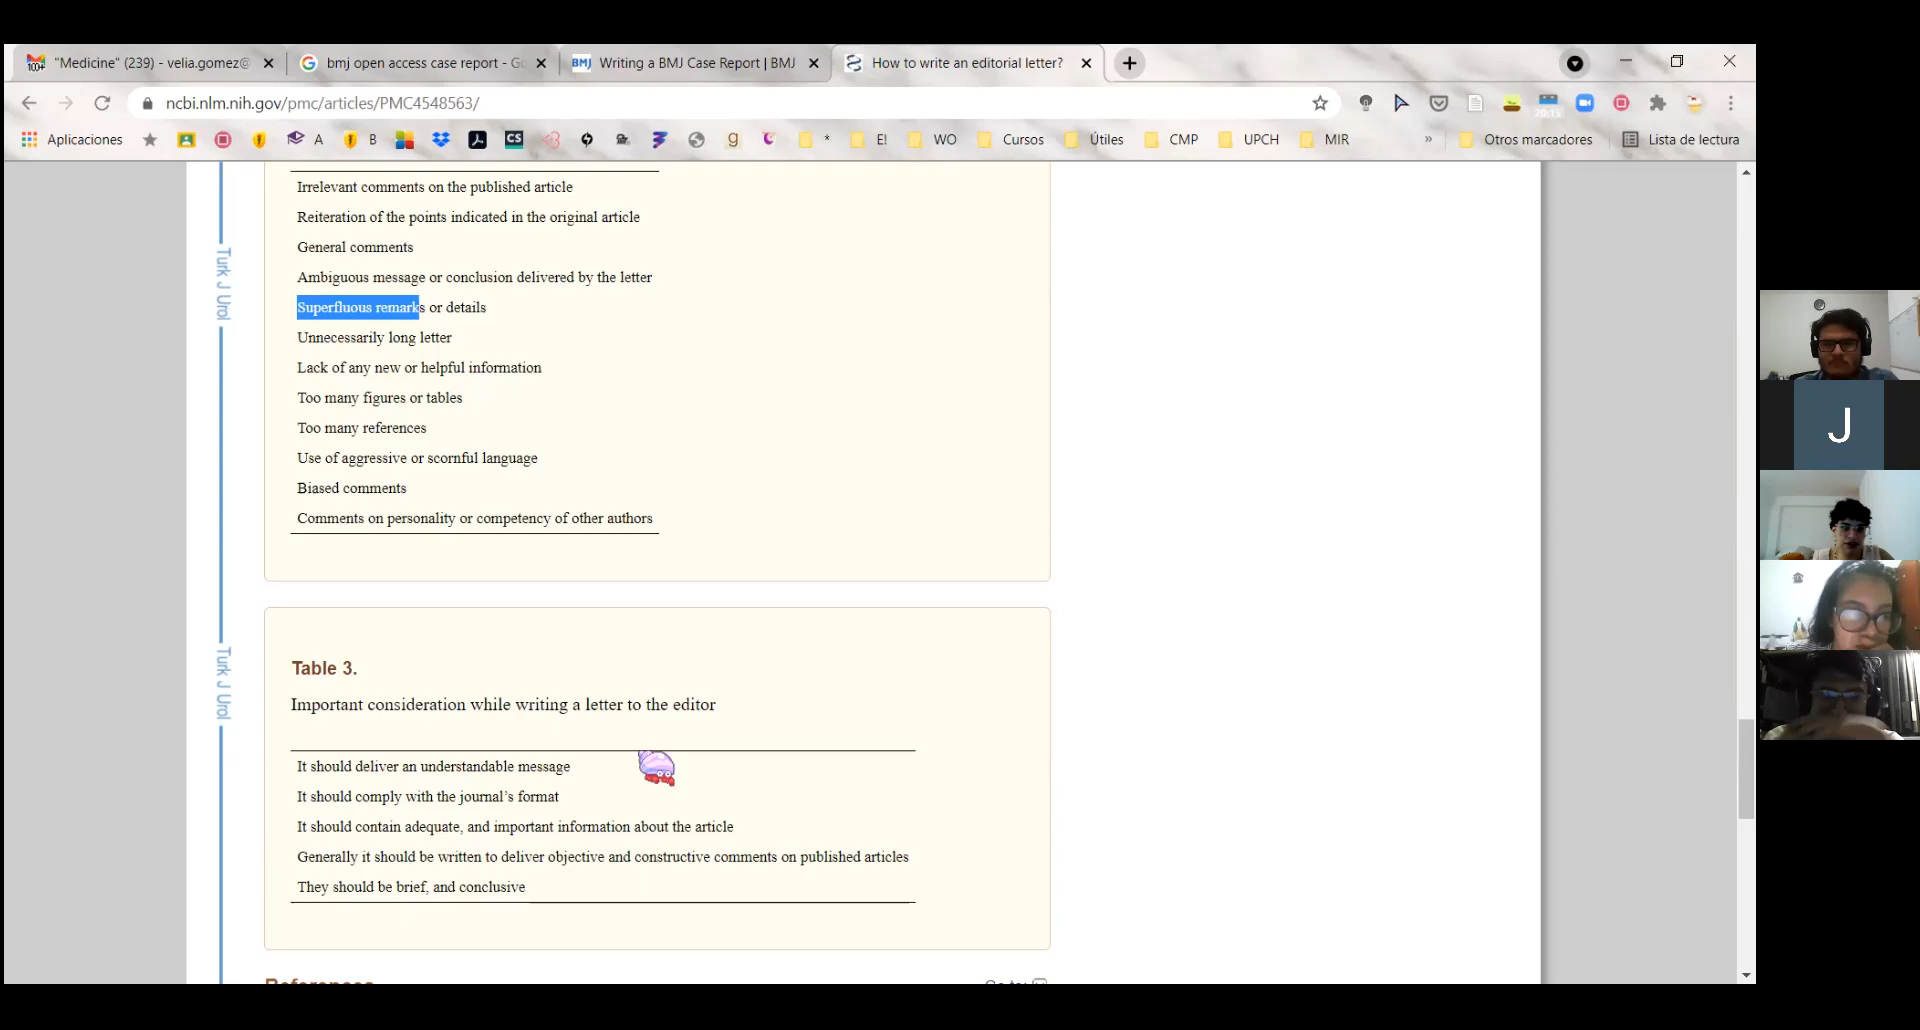 "Medicine" (239) - velia.gomez@
bmj open access case report - Go
BMJ Writing a BMJ Case Report | BMJ
How to write an editorial letter?
ncbi.nlm.nih.gov/pmc/articles/PMC4548563/
20:15
Aplicaciones
A
B
CS
g
*
E!
WO
Cursos
Útiles
CMP
UPCH
MIR
»
Otros marcadores
Lista de lectura
Irrelevant comments on the published article
Reiteration of the points indicated in the original article
General comments
Ambiguous message or conclusion delivered by the letter
Superfluous remarks or details
Unnecessarily long letter
Lack of any new or helpful information
Too many figures or tables
Too many references
Use of aggressive or scornful language
Biased comments
Comments on personality or competency of other authors
Turk J Urol
Turk J Urol
Table 3.
Important consideration while writing a letter to the editor
It should deliver an understandable message
It should comply with the journal's format
It should contain adequate, and important information about the article
Generally it should be written to deliver objective and constructive comments on published articles
They should be brief, and conclusive
References
Go to:
J